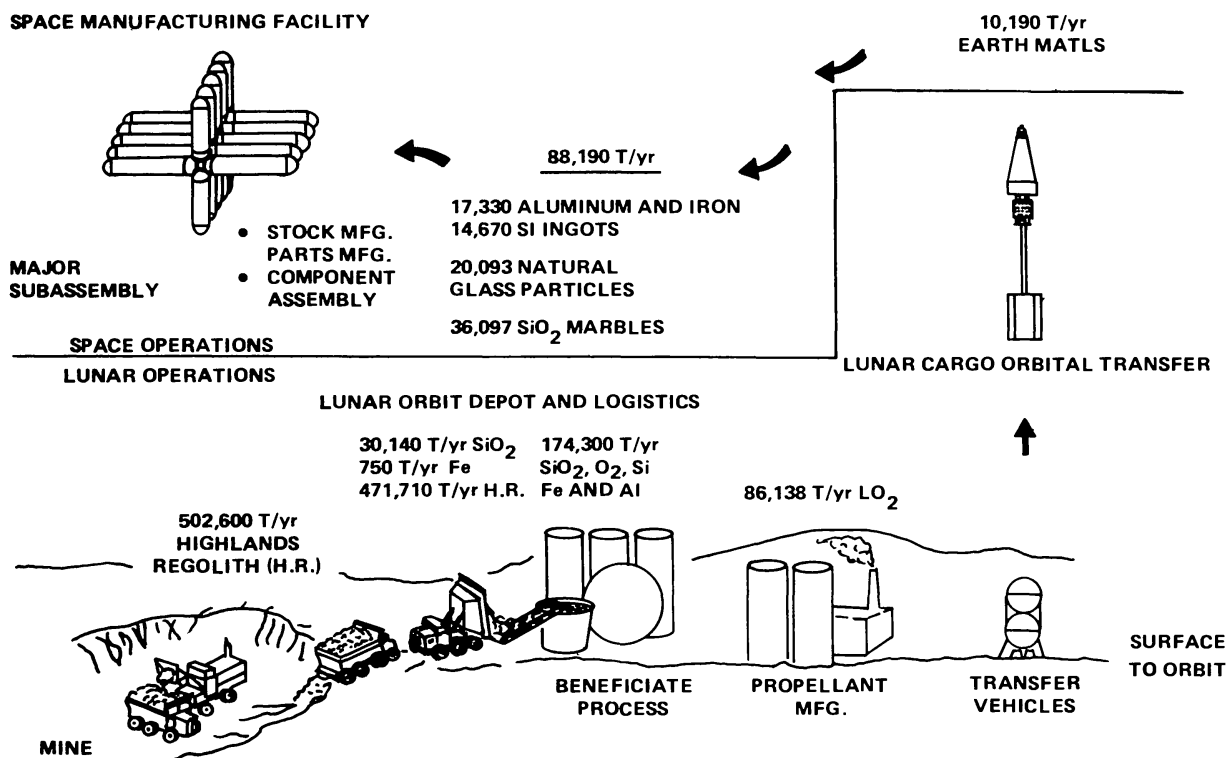 SPACE MANUFACTURING FACILITY
10,190 T/yr
EARTH MATLS
88,190 T/yr
17,330 ALUMINUM AND IRON
14,670 SI INGOTS
20,093 NATURAL
GLASS PARTICLES
36,097 SiO₂ MARBLES
• STOCK MFG.
PARTS MFG.
• COMPONENT
ASSEMBLY
MAJOR
SUBASSEMBLY
SPACE OPERATIONS
LUNAR OPERATIONS
LUNAR CARGO ORBITAL TRANSFER
LUNAR ORBIT DEPOT AND LOGISTICS
30,140 T/yr SiO₂
750 T/yr Fe
471,710 T/yr H.R.
174,300 T/yr
SiO₂, O₂, Si
Fe AND Al
86,138 T/yr LO₂
502,600 T/yr
HIGHLANDS
REGOLITH (H.R.)
SURFACE
TO ORBIT
BENEFICIATE
PROCESS
PROPELLANT
MFG.
TRANSFER
VEHICLES
MINE